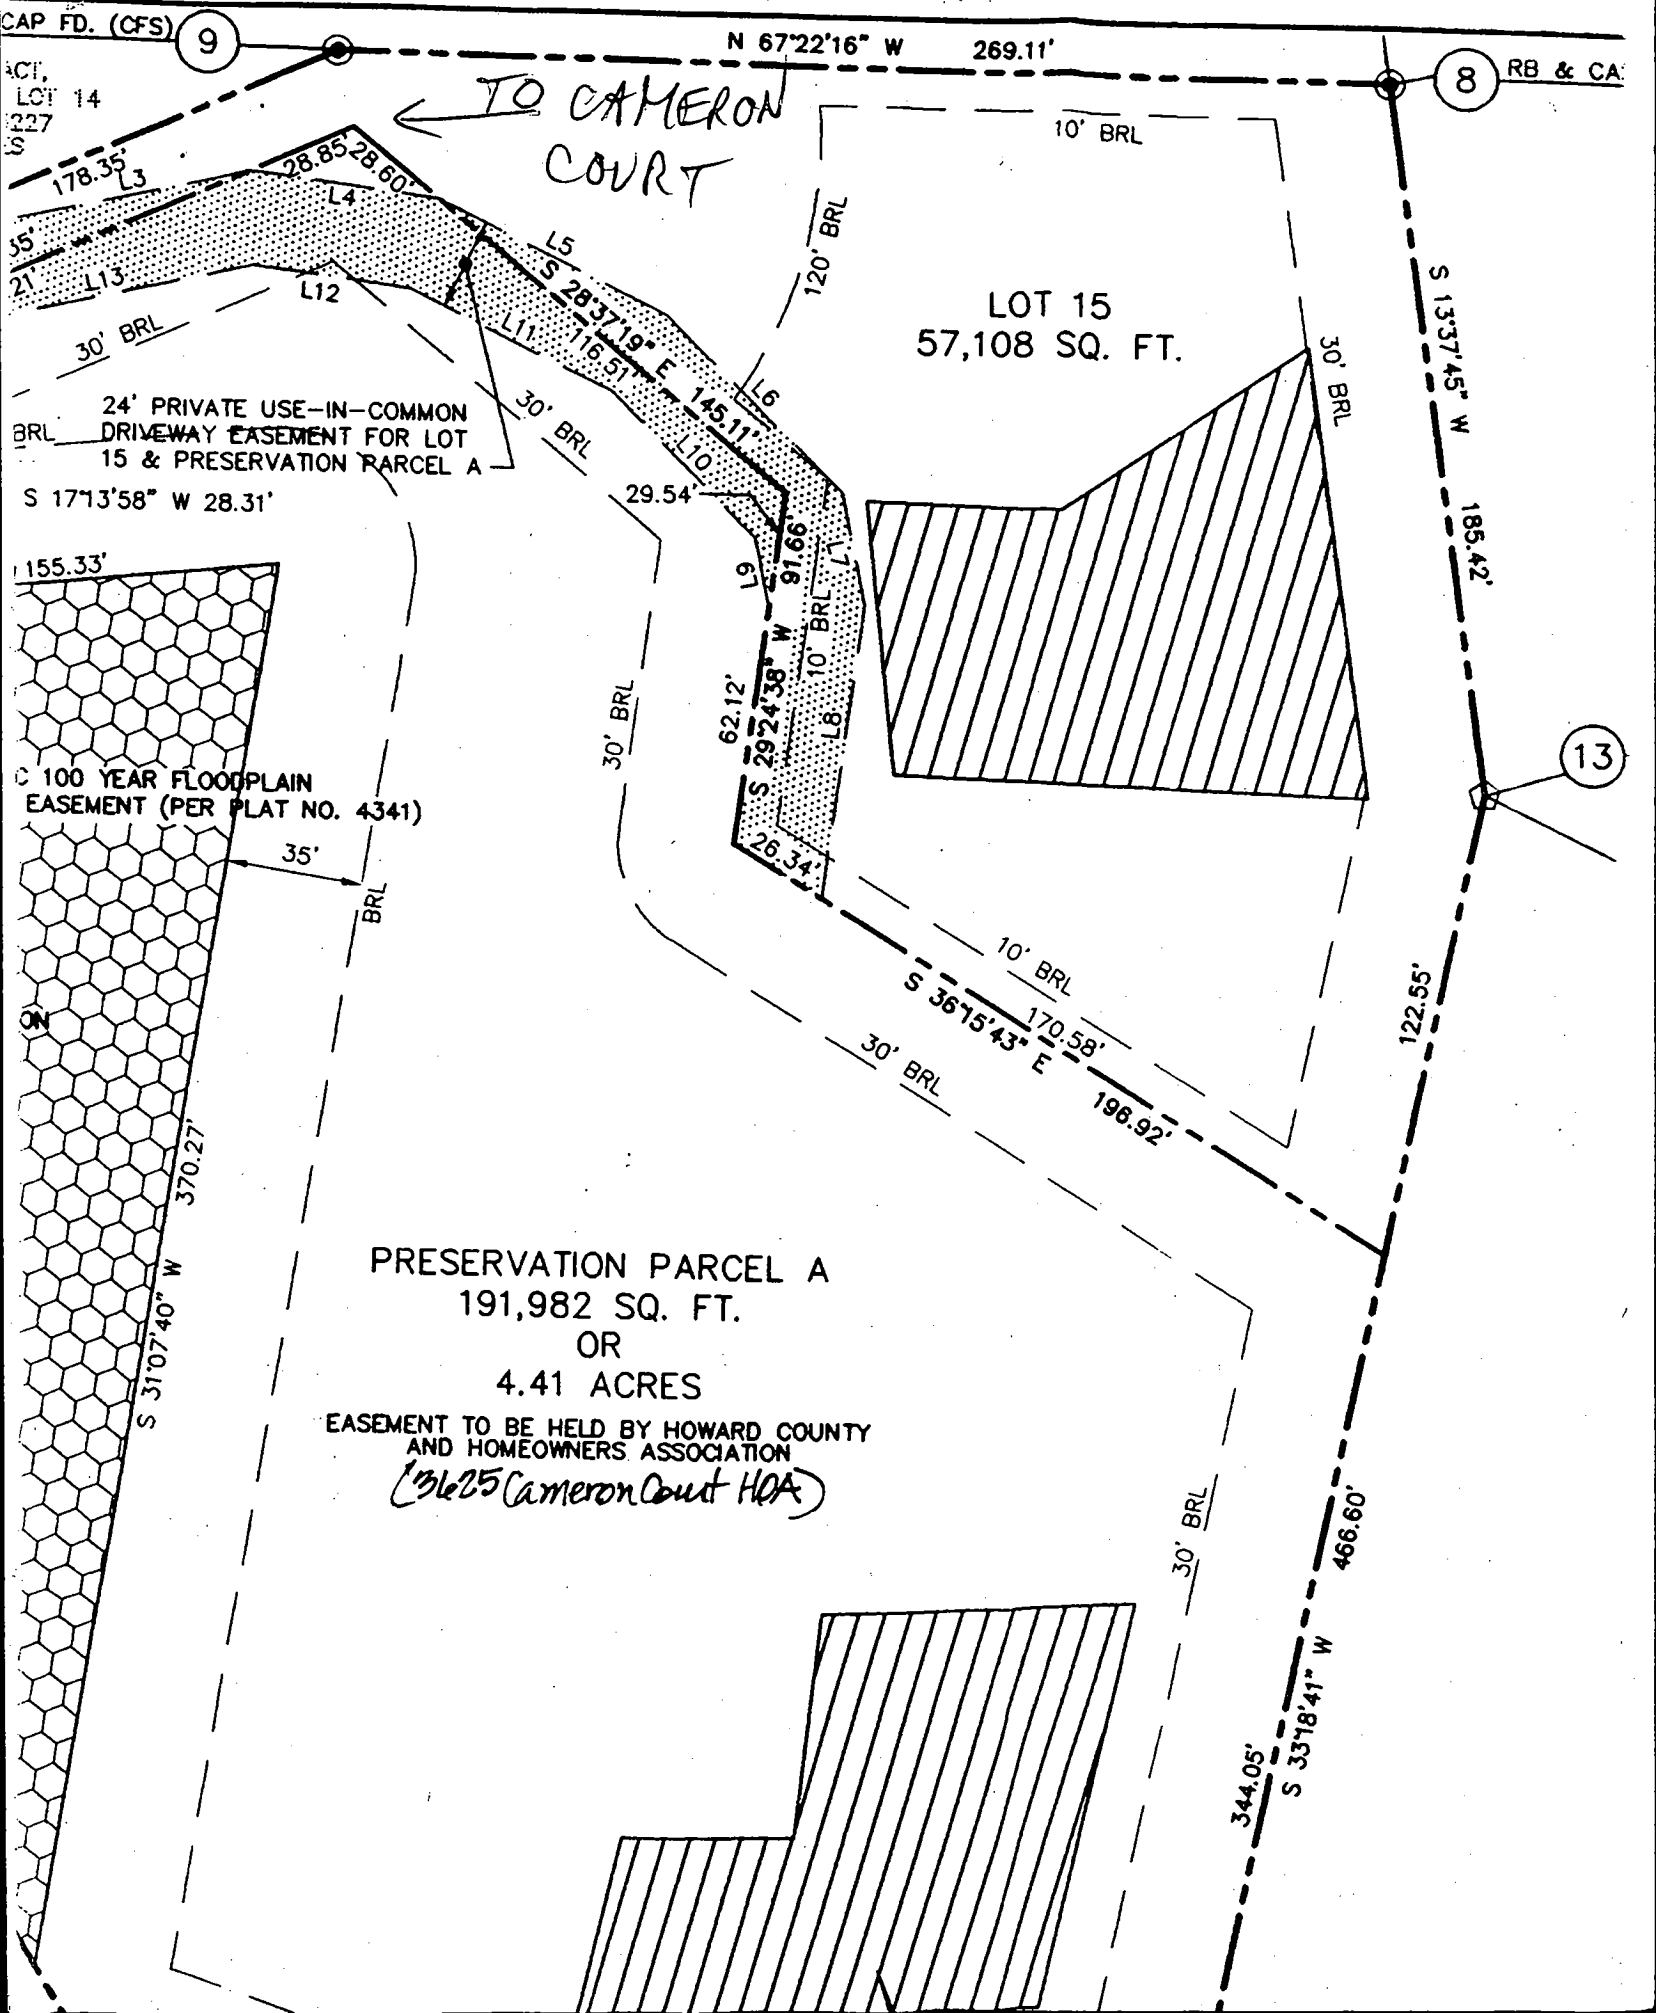 CAP FD. (CFS)
9
N 67°22'16" W 269.11'
8
RB & CA
LOT 14
227
TO CAMERON
COURT
10' BRL
178.35'
L3
28.85'
28.60'
L4
120' BRL
L5
S 28°37'19" E 145.11'
116.51'
35'
21'
L13
L12
L11
30' BRL
LOT 15
57,108 SQ. FT.
S 13°37'45" W 185.42'
30' BRL
L6
24' PRIVATE USE-IN-COMMON
DRIVEWAY EASEMENT FOR LOT
15 & PRESERVATION PARCEL A
BRL
30' BRL
L10
S 17°13'58" W 28.31'
29.54'
91.66'
L7
L9
155.33'
10' BRL
S 29°24'38" W
62.12'
30' BRL
L8
13
C 100 YEAR FLOODPLAIN
EASEMENT (PER PLAT NO. 4341)
35'
BRL
26.34'
10' BRL
170.58'
S 36°15'43" E 196.92'
122.55'
ON
30' BRL
370.27'
S 31°07'40" W
PRESERVATION PARCEL A
191,982 SQ. FT.
OR
4.41 ACRES
EASEMENT TO BE HELD BY HOWARD COUNTY
AND HOMEOWNERS ASSOCIATION
(3625 Cameron Court HOA)
30' BRL
466.60'
S 33°18'41" W
344.05'